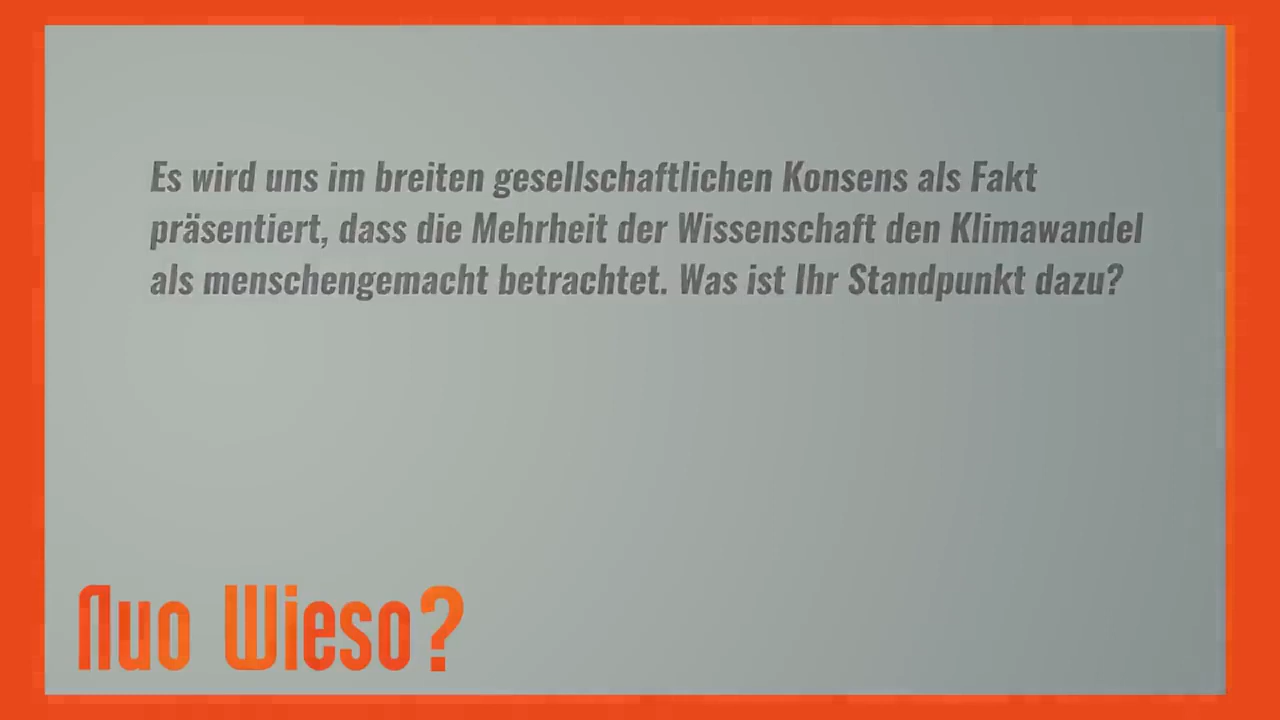 Es wird uns im breiten gesellschaftlichen Konsens als Fakt
präsentiert, dass die Mehrheit der Wissenschaft den Klimawandel
als menschengemacht betrachtet. Was ist Ihr Standpunkt dazu?
Nuo Wieso?